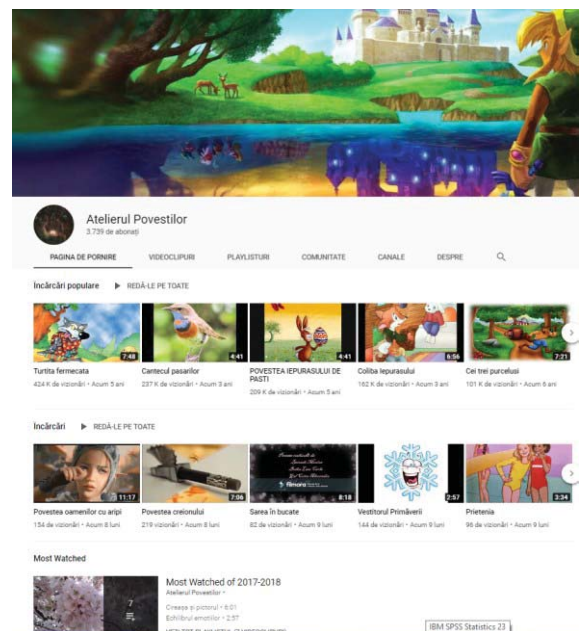 Atelierul Povestilor
3.739 de abonați
PAGINA DE PORNIRE VIDEOCLIPURI PLAYLISTURI COMUNITATE CANALE DESPRE
Încărcări populare REDĂ-LE PE TOATE
7:48 4:41 4:41 6:56 7:21
Turtita fermecata Cantecul pasarilor POVESTEA IEPURASULUI DE PASTI Coliba Iepurasului Cei trei purcelusi
424 K de vizionări • Acum 5 ani 237 K de vizionări • Acum 3 ani 209 K de vizionări • Acum 5 ani 162 K de vizionări • Acum 3 ani 101 K de vizionări • Acum 6 ani
Încărcări REDĂ-LE PE TOATE
11:17 7:06 filmora 8:18 2:57 3:34
Povestea oamenilor cu aripi Povestea creionului Sarea în bucate Vestitorul Primăverii Prietenia
154 de vizionări • Acum 8 luni 219 vizionări • Acum 8 luni 82 de vizionări • Acum 9 luni 144 de vizionări • Acum 9 luni 96 de vizionări • Acum 9 luni
Most Watched
7
Most Watched of 2017-2018
Atelierul Povestilor •
Cireașa și pictorul • 6:01
Echilibrul emoțiilor • 2:57
IBM SPSS Statistics 23